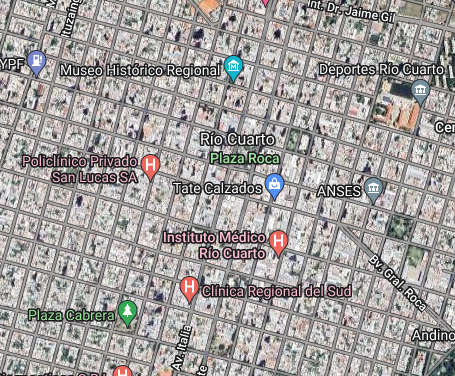 Int. Dr. Jaime Gil
Ituzain
YPF
Museo Histórico Regional
Deportes Río Cuarto
Cer
Río Cuarto
Plaza Roca
Policlínico Privado
San Lucas SA
Tate Calzados
ANSES
Instituto Médico
Río Cuarto
Bv. Gral. Roca
Clínica Regional del Sud
Plaza Cabrera
Andino
Av. Italia